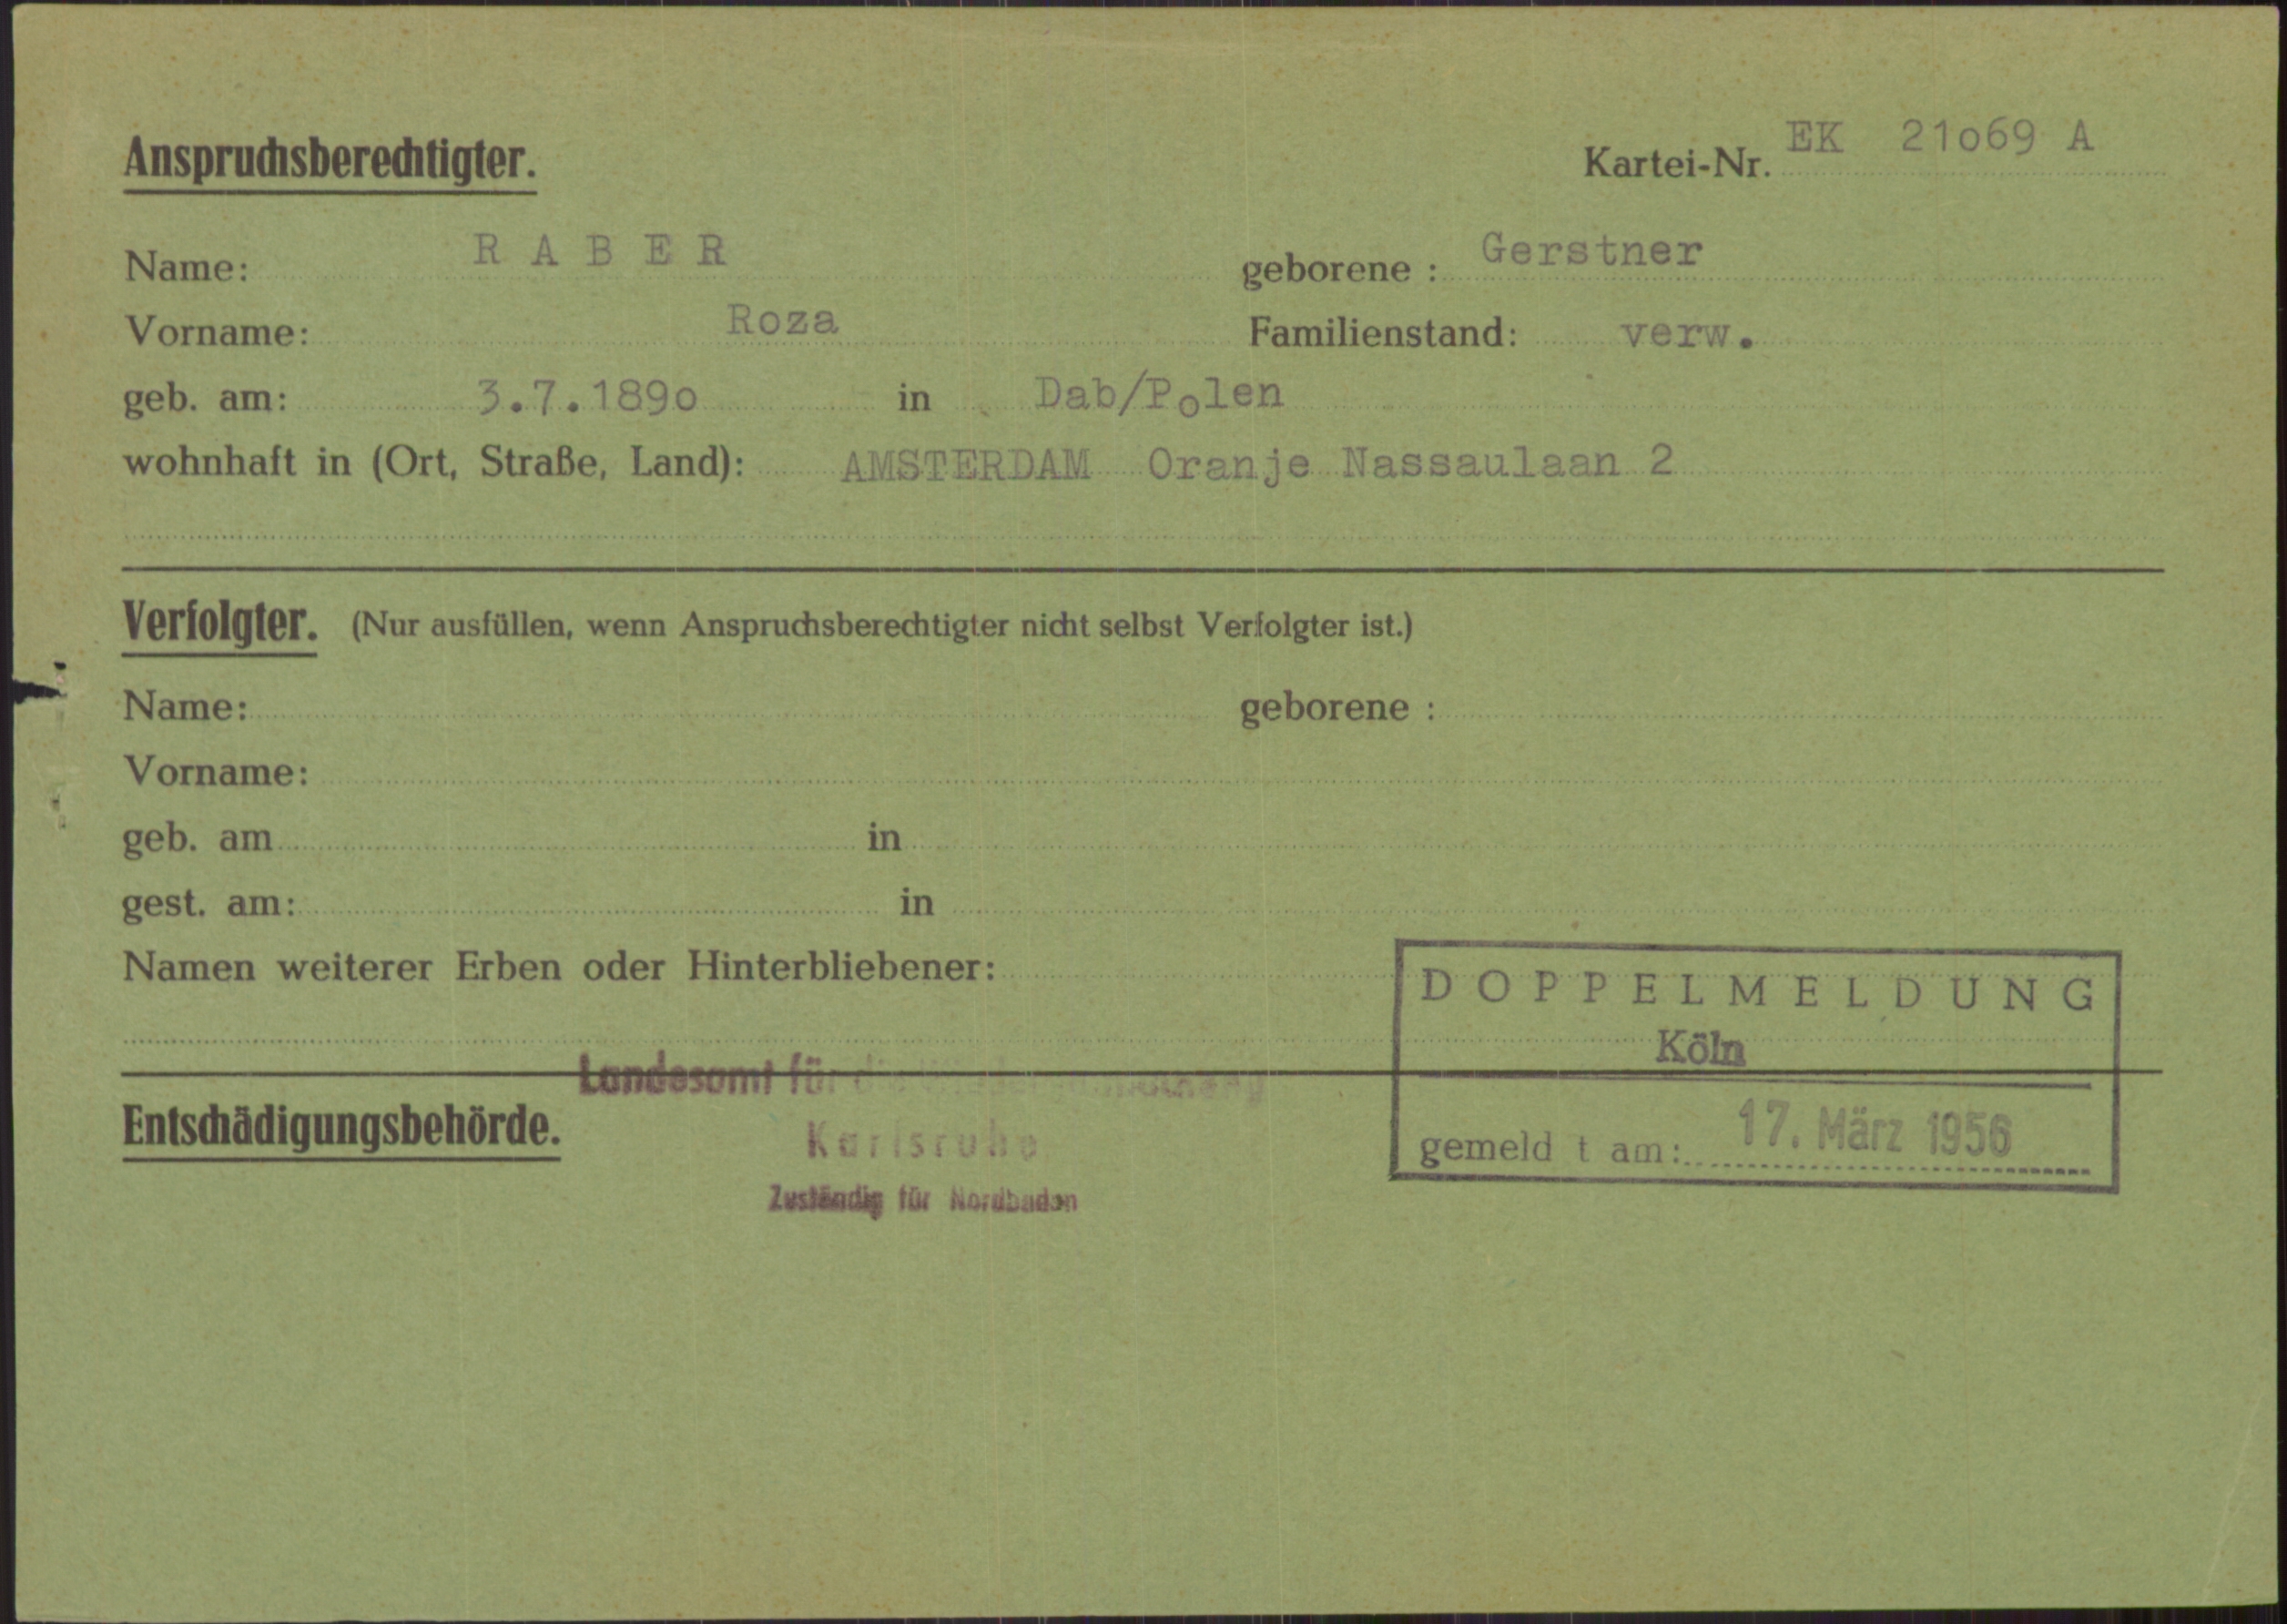 Anspruchsberechtigter.
Kartei-Nr. EK 21o69 A
Name: R A B E R geborene : Gerstner
Vorname: Roza Familienstand: verw.
geb. am: 3.7.189o in Dab/Polen
wohnhaft in (Ort, Straße, Land): AMSTERDAM Oranje Nassaulaan 2
Verfolgter. (Nur ausfüllen, wenn Anspruchsberechtigter nicht selbst Verfolgter ist.)
Name: geborene :
Vorname:
geb. am in
gest. am: in
Namen weiterer Erben oder Hinterbliebener:
DOPPELMELDUNG
Köln
gemeld t am: 17. März 1956
Landesamt für die Wiedergutmachung
Entschädigungsbehörde.
Karlsruhe
Zuständig für Nordbaden